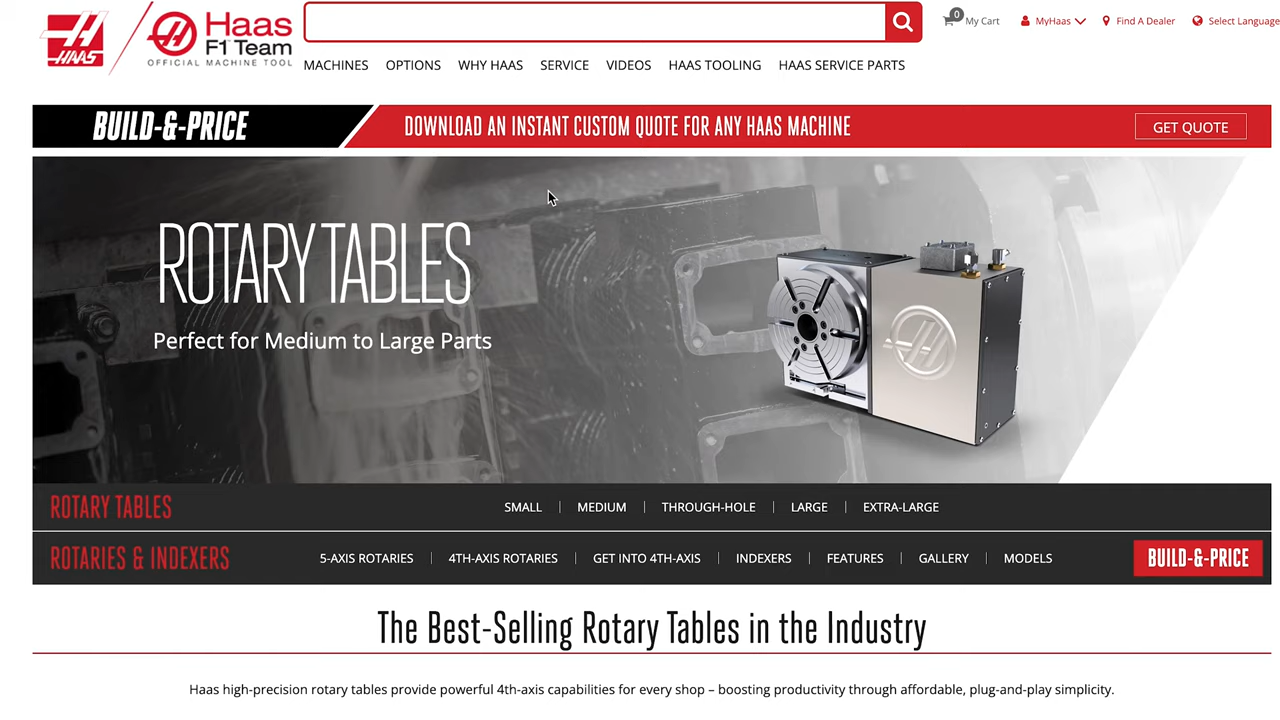 HAAS
Haas
F1 Team
OFFICIAL MACHINE TOOL
0
My Cart
MyHaas
Find A Dealer
Select Language
MACHINES OPTIONS WHY HAAS SERVICE VIDEOS HAAS TOOLING HAAS SERVICE PARTS
BUILD-&-PRICE
DOWNLOAD AN INSTANT CUSTOM QUOTE FOR ANY HAAS MACHINE
GET QUOTE
ROTARY TABLES
Perfect for Medium to Large Parts
ROTARY TABLES
SMALL | MEDIUM | THROUGH-HOLE | LARGE | EXTRA-LARGE
ROTARIES & INDEXERS
5-AXIS ROTARIES | 4TH-AXIS ROTARIES | GET INTO 4TH-AXIS | INDEXERS | FEATURES | GALLERY | MODELS
BUILD-&-PRICE
The Best-Selling Rotary Tables in the Industry
Haas high-precision rotary tables provide powerful 4th-axis capabilities for every shop – boosting productivity through affordable, plug-and-play simplicity.